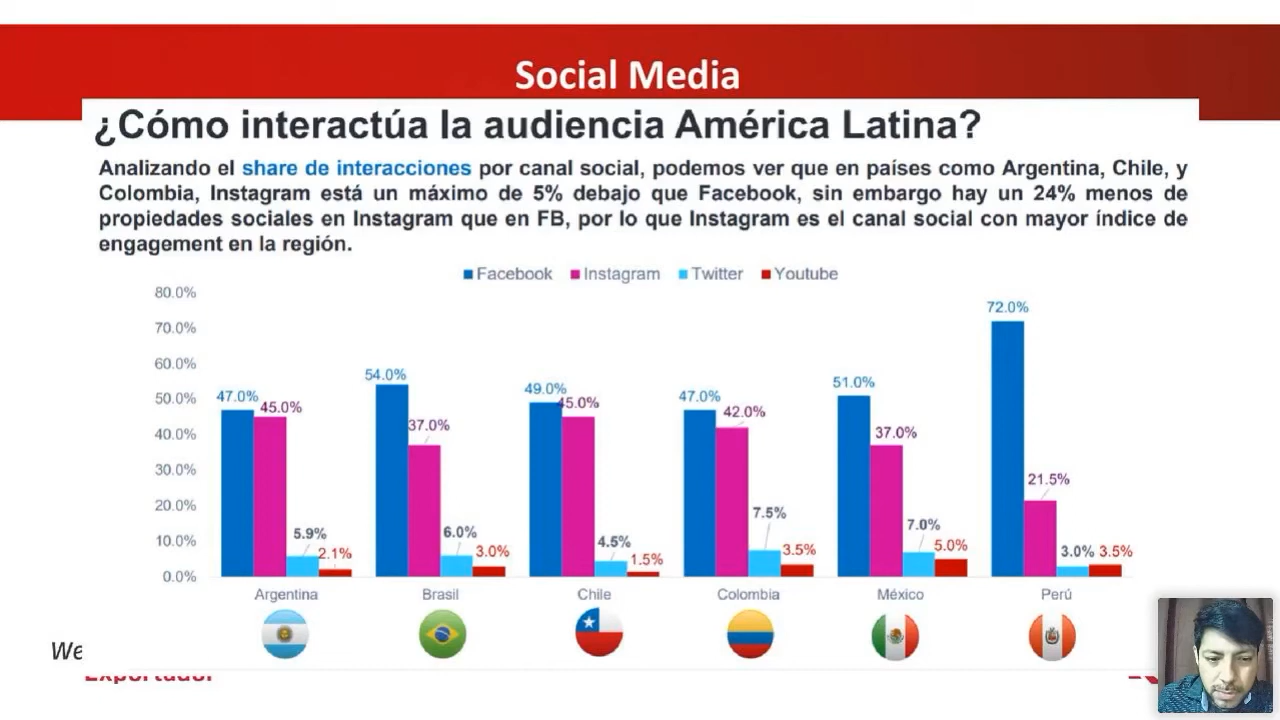 Social Media
¿Cómo interactúa la audiencia América Latina?
Analizando el share de interacciones por canal social, podemos ver que en países como Argentina, Chile, y
Colombia, Instagram está un máximo de 5% debajo que Facebook, sin embargo hay un 24% menos de
propiedades sociales en Instagram que en FB, por lo que Instagram es el canal social con mayor índice de
engagement en la región.
Facebook Instagram Twitter Youtube
80.0%
70.0%
60.0%
50.0%
40.0%
30.0%
20.0%
10.0%
0.0%
47.0% 45.0% 5.9% 2.1%
54.0% 37.0% 6.0% 3.0%
49.0% 45.0% 4.5% 1.5%
47.0% 42.0% 7.5% 3.5%
51.0% 37.0% 7.0% 5.0%
72.0% 21.5% 3.0% 3.5%
Argentina Brasil Chile Colombia México Perú
We
Exportador